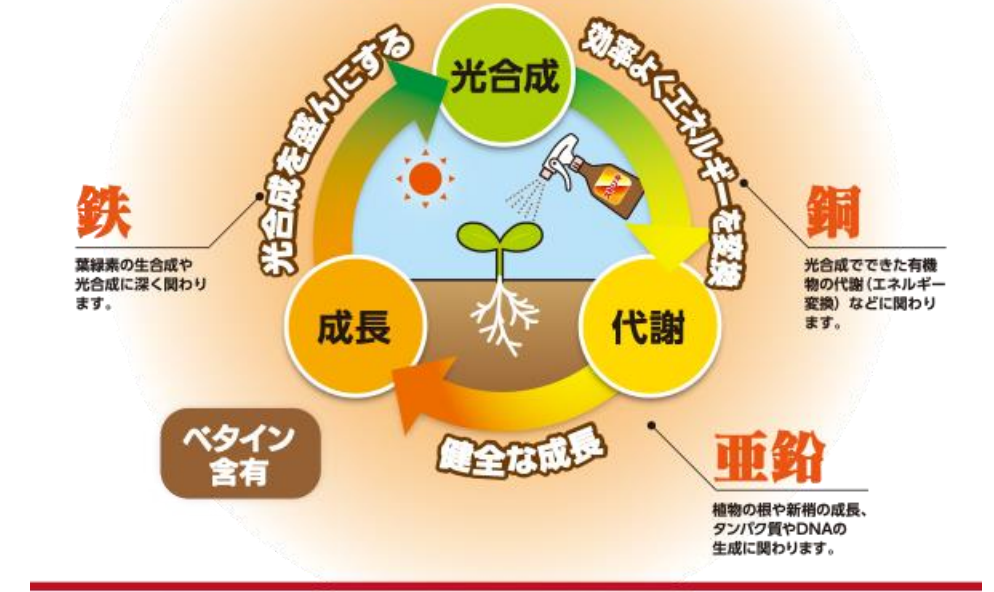 光合成を盛んにする
光合成
効率よくエネルギーを変換
鉄
葉緑素の生合成や
光合成に深く関わり
ます。
銅
光合成でできた有機
物の代謝(エネルギー
変換)などに関わり
ます。
成長
代謝
健全な成長
ベタイン
含有
亜鉛
植物の根や新梢の成長、
タンパク質やDNAの
生成に関わります。